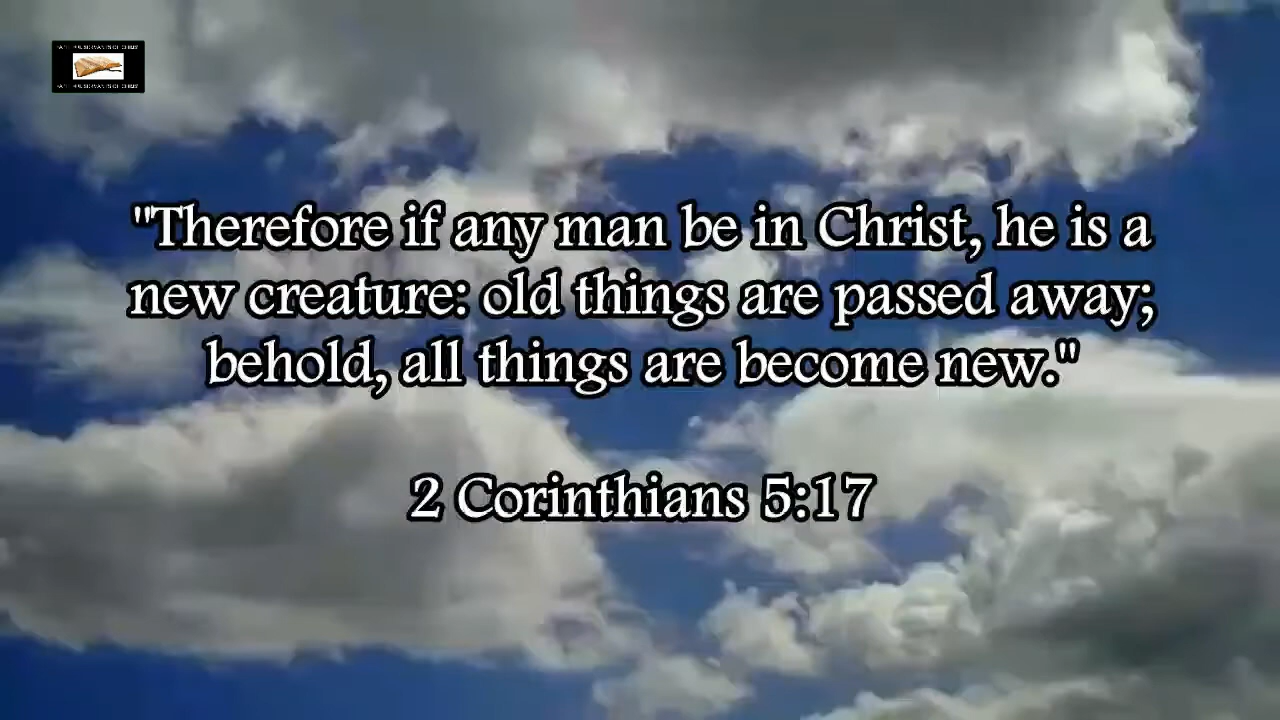 "Therefore if any man be in Christ, he is a
new creature: old things are passed away;
behold, all things are become new."
2 Corinthians 5:17